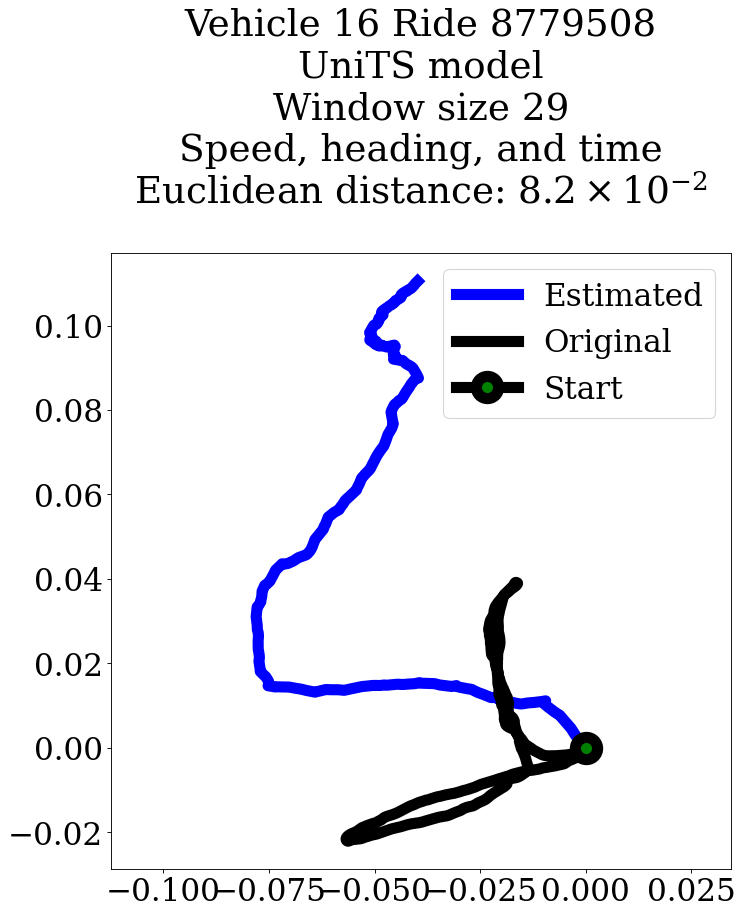 Vehicle 16 Ride 8779508
UniTS model
Window size 29
Speed, heading, and time
Euclidean distance: $8.2 \times 10^{-2}$
Estimated
Original
Start
0.10
0.08
0.06
0.04
0.02
0.00
−0.02
−0.100 −0.075 −0.050 −0.025 0.000 0.025